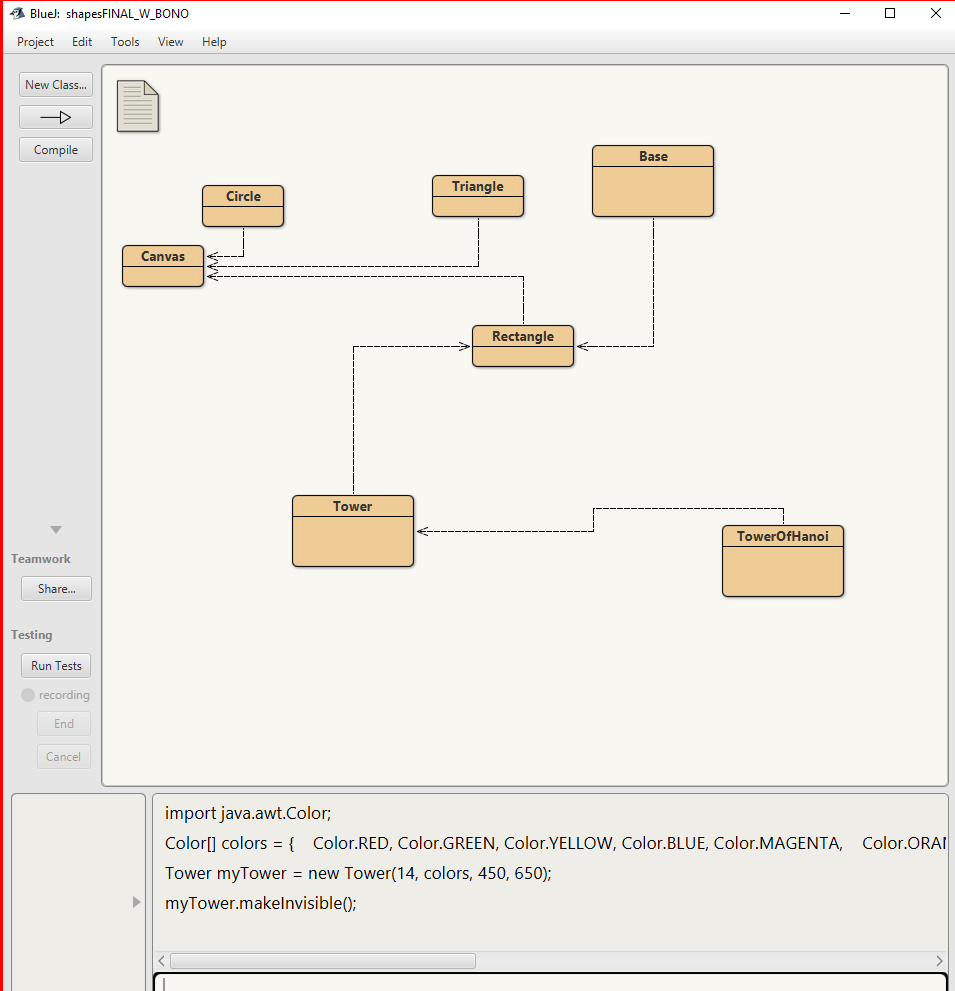 BlueJ: shapesFINAL_W_BONO
Project Edit Tools View Help
New Class...
Compile
Base
Triangle
Circle
Canvas
Rectangle
Tower
TowerOfHanoi
Teamwork
Share...
Testing
Run Tests
recording
End
Cancel
import java.awt.Color;
Color[] colors = { Color.RED, Color.GREEN, Color.YELLOW, Color.BLUE, Color.MAGENTA, Color.ORAN
Tower myTower = new Tower(14, colors, 450, 650);
myTower.makeInvisible();